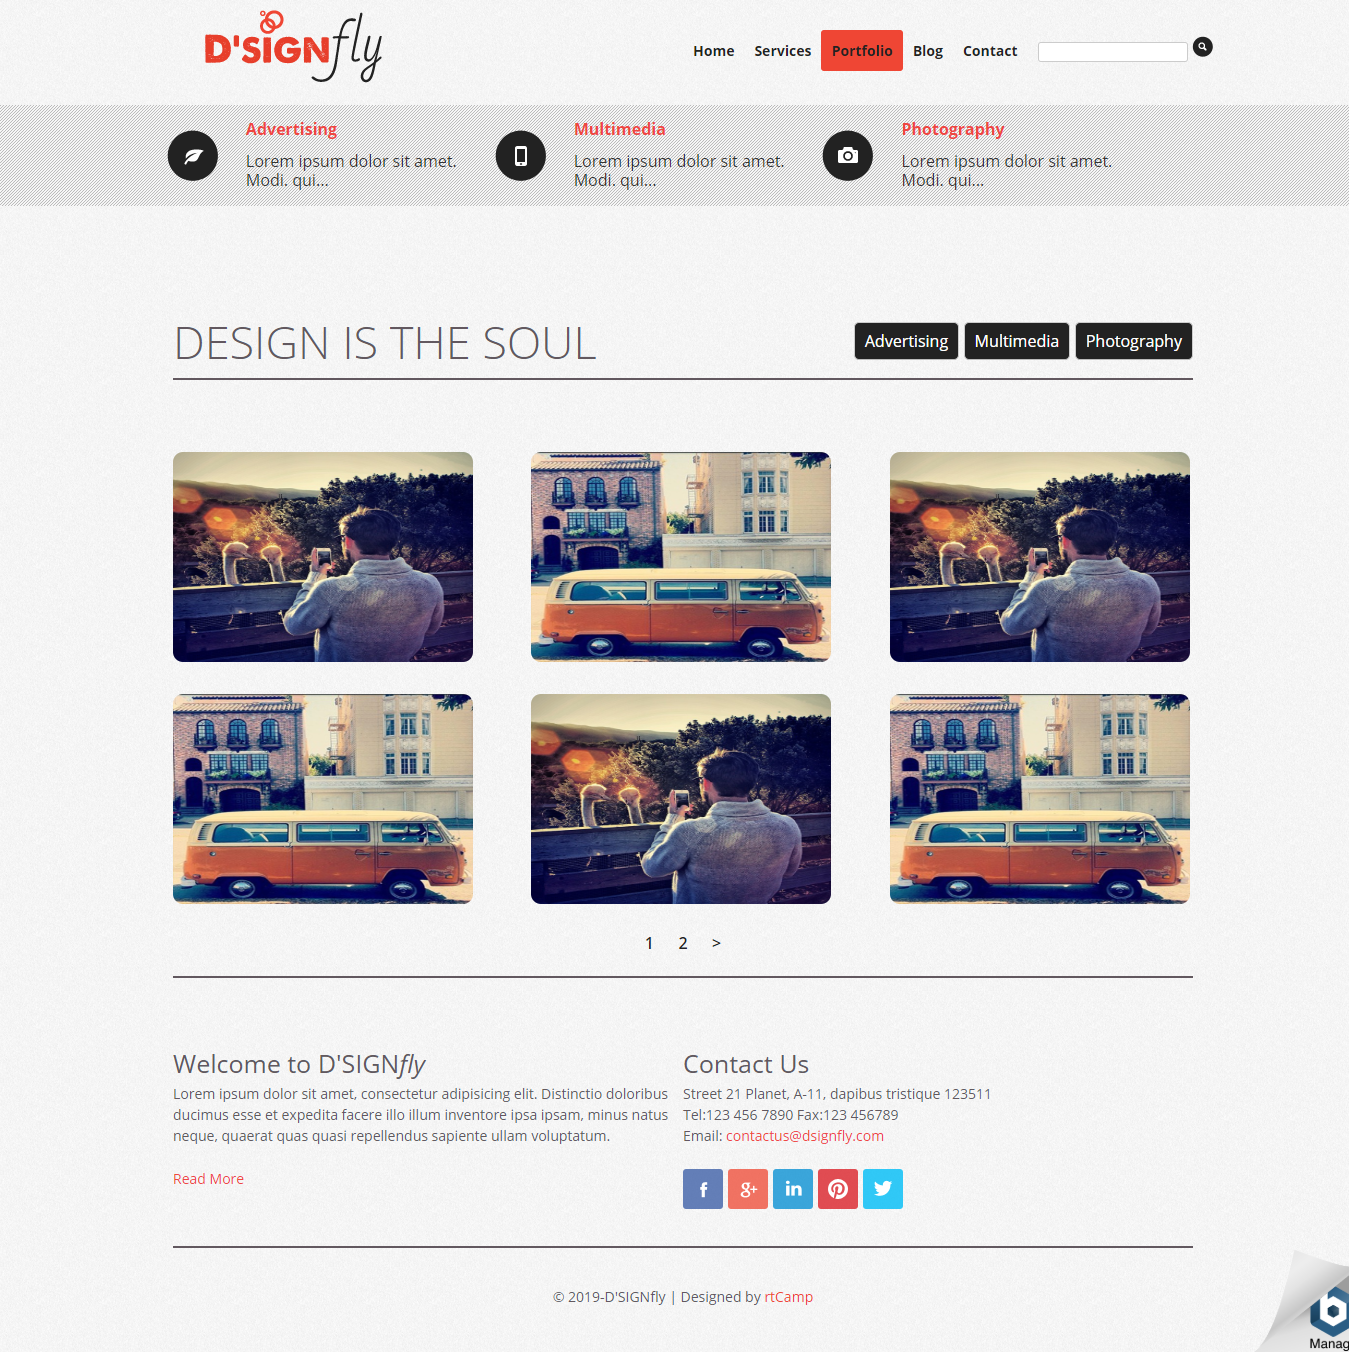 D'SIGNfly
Home Services Portfolio Blog Contact
Advertising
Lorem ipsum dolor sit amet.
Modi. qui...
Multimedia
Lorem ipsum dolor sit amet.
Modi. qui...
Photography
Lorem ipsum dolor sit amet.
Modi. qui...
DESIGN IS THE SOUL
Advertising Multimedia Photography
1 2 >
Welcome to D'SIGNfly
Lorem ipsum dolor sit amet, consectetur adipisicing elit. Distinctio doloribus
ducimus esse et expedita facere illo illum inventore ipsa ipsam, minus natus
neque, quaerat quas quasi repellendus sapiente ullam voluptatum.
Read More
Contact Us
Street 21 Planet, A-11, dapibus tristique 123511
Tel:123 456 7890 Fax:123 456789
Email: contactus@dsignfly.com
f g+ in
© 2019-D'SIGNfly | Designed by rtCamp
Manag